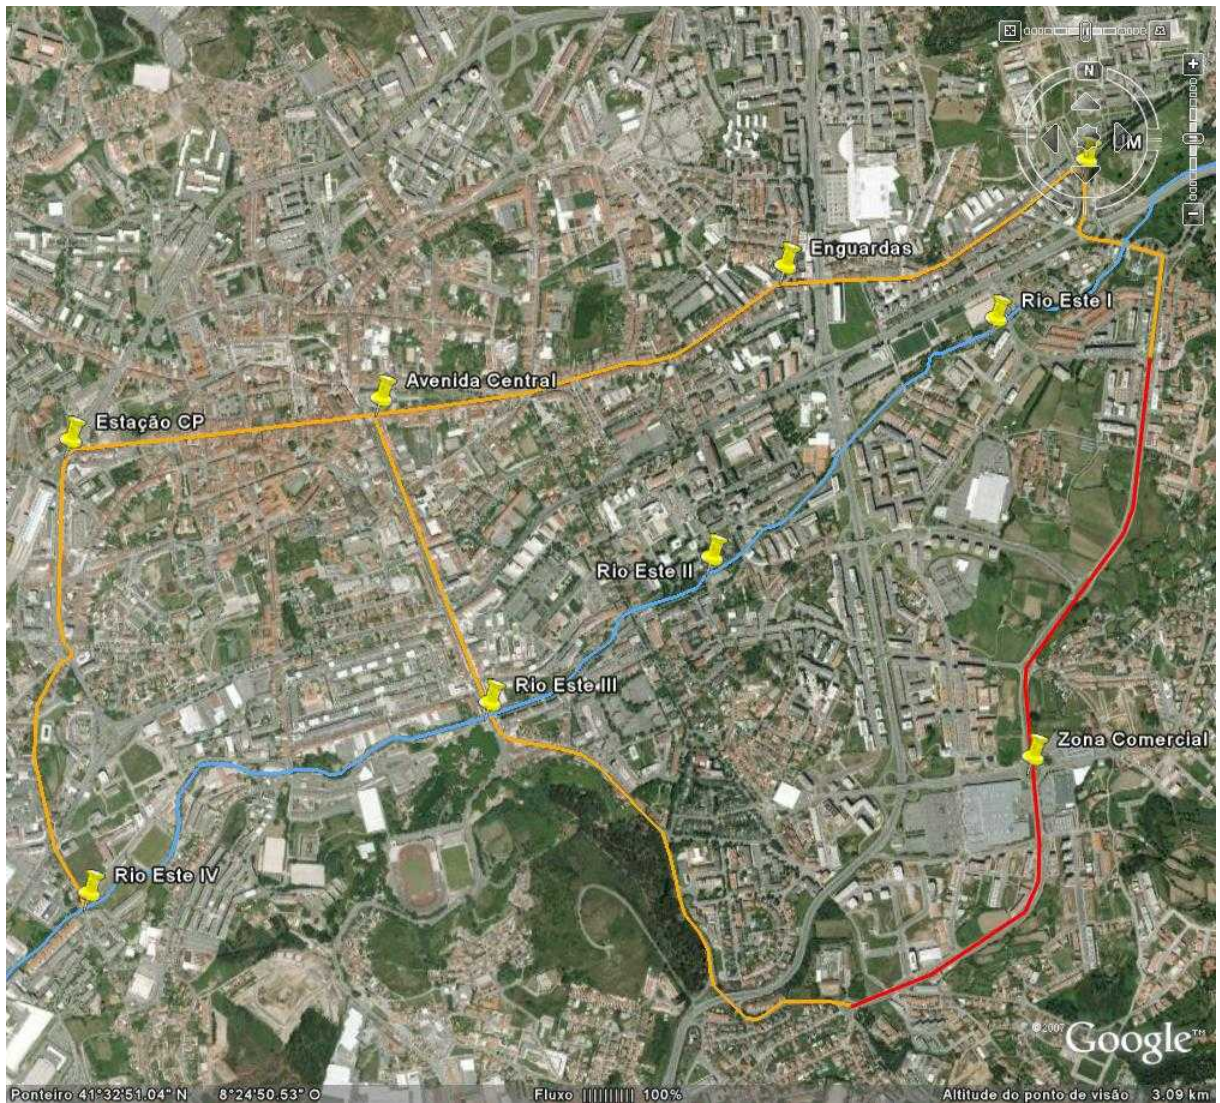 N
UM
Enguardas
Rio Este I
Avenida Central
Estação CP
Rio Este II
Rio Este III
Zona Comercial
Rio Este IV
©2007 Google™
Ponteiro 41°32'51.04" N 8°24'50.53" O Fluxo |||||||||| 100% Altitude do ponto de visão 3.09 km